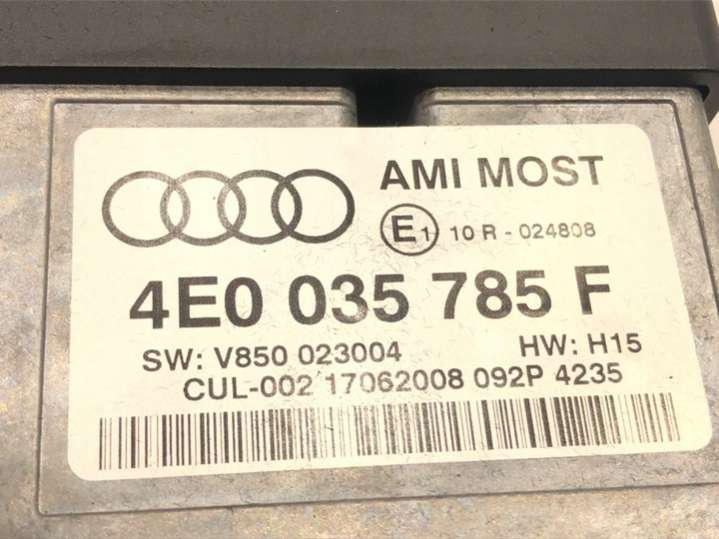 AMI MOST
E1 10 R - 024808
4E0 035 785 F
SW: V850 023004 HW: H15
CUL-002 17062008 092P 4235